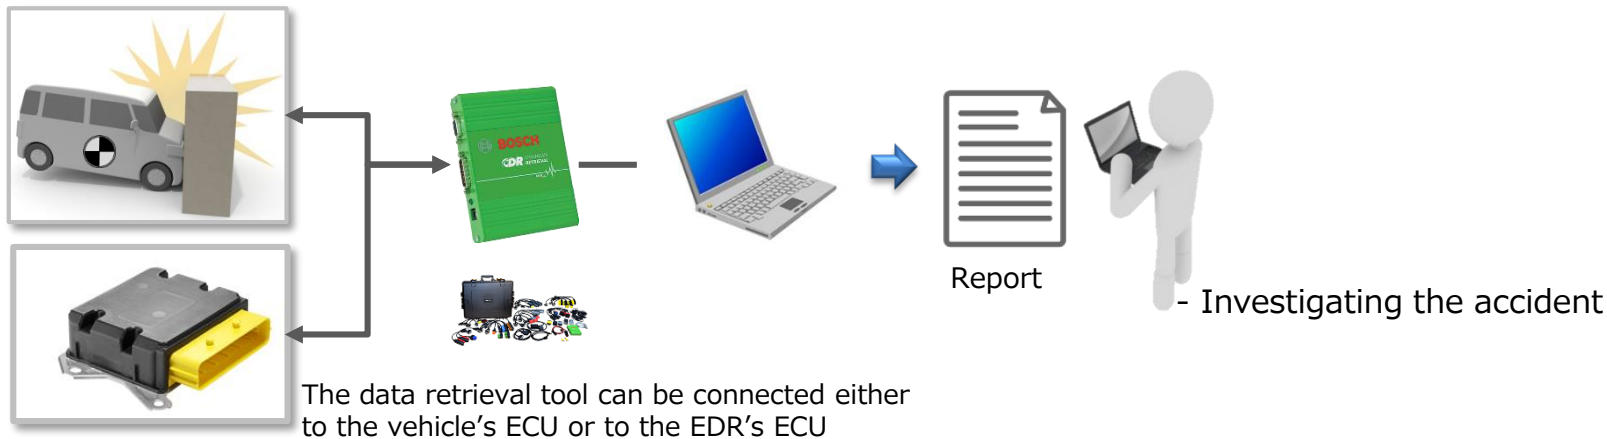 BOSCH
CDR
Report
- Investigating the accident
The data retrieval tool can be connected either
to the vehicle’s ECU or to the EDR’s ECU